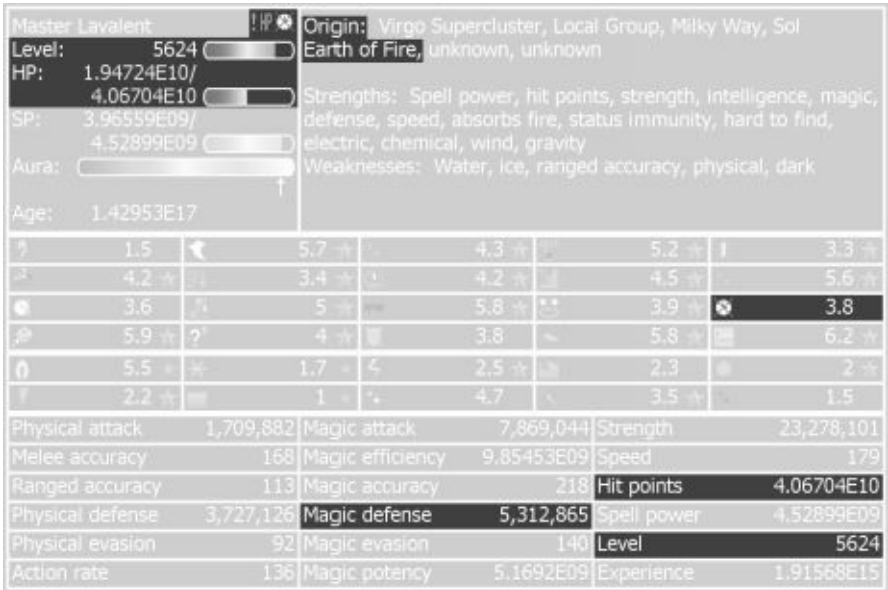 Master Lavalent !HP
Level: 5624
HP: 1.94724E10/
4.06704E10
SP: 3.96559E09/
4.52899E09
Aura:
Age: 1.42953E17
Origin: Virgo Supercluster, Local Group, Milky Way, Sol
Earth of Fire, unknown, unknown
Strengths: Spell power, hit points, strength, intelligence, magic,
defense, speed, absorbs fire, status immunity, hard to find,
electric, chemical, wind, gravity
Weaknesses: Water, ice, ranged accuracy, physical, dark
1.5 5.7 4.3 5.2 3.3
4.2 3.4 4.2 4.5 5.6
3.6 5 5.8 3.9 3.8
5.9 ? 4 3.8 5.8 6.2
5.5 1.7 2.5 2.3 2
2.2 1 4.7 3.5 1.5
Physical attack 1,709,882 Magic attack 7,869,044 Strength 23,278,101
Melee accuracy 168 Magic efficiency 9.85453E09 Speed 179
Ranged accuracy 113 Magic accuracy 218 Hit points 4.06704E10
Physical defense 3,727,126 Magic defense 5,312,865 Spell power 4.52899E09
Physical evasion 92 Magic evasion 140 Level 5624
Action rate 136 Magic potency 5.1692E09 Experience 1.91568E15